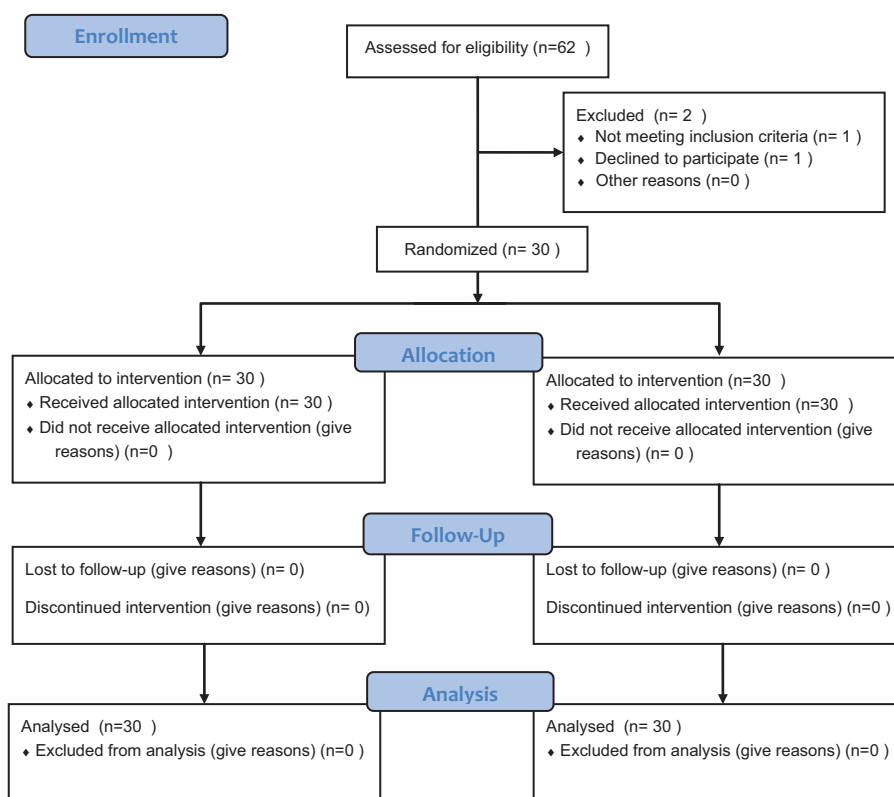 Enrollment
Assessed for eligibility (n=62 )
Excluded (n= 2 )
♦ Not meeting inclusion criteria (n= 1 )
♦ Declined to participate (n= 1 )
♦ Other reasons (n=0 )
Randomized (n= 30 )
Allocation
Allocated to intervention (n= 30 )
♦ Received allocated intervention (n= 30 )
♦ Did not receive allocated intervention (give
reasons) (n=0 )
Allocated to intervention (n=30 )
♦ Received allocated intervention (n=30 )
♦ Did not receive allocated intervention (give
reasons) (n= 0 )
Follow-Up
Lost to follow-up (give reasons) (n= 0)
Discontinued intervention (give reasons) (n= 0)
Lost to follow-up (give reasons) (n= 0 )
Discontinued intervention (give reasons) (n=0 )
Analysis
Analysed (n=30 )
♦ Excluded from analysis (give reasons) (n=0 )
Analysed (n= 30 )
♦ Excluded from analysis (give reasons) (n=0 )